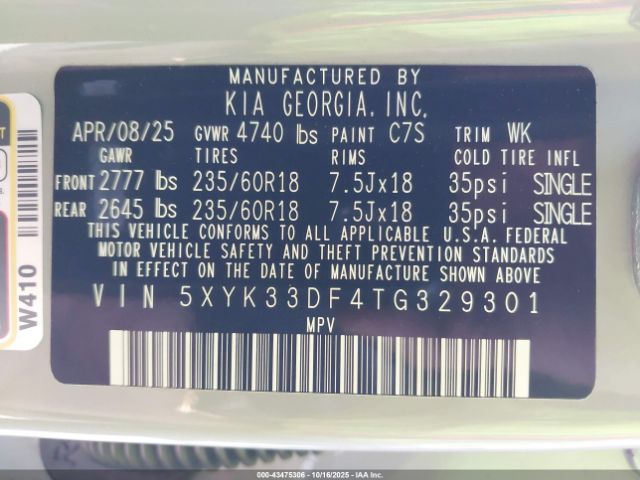 MANUFACTURED BY
KIA GEORGIA, INC.
APR/08/25 GVWR 4740 lbs PAINT C7S TRIM WK
GAWR TIRES RIMS COLD TIRE INFL
FRONT 2777 lbs 235/60R18 7.5Jx18 35psi SINGLE
REAR 2645 lbs 235/60R18 7.5Jx18 35psi SINGLE
THIS VEHICLE CONFORMS TO ALL APPLICABLE U.S.A. FEDERAL
MOTOR VEHICLE SAFETY AND THEFT PREVENTION STANDARDS
IN EFFECT ON THE DATE OF MANUFACTURE SHOWN ABOVE.
VIN 5XYK33DF4TG329301
MPV
W410
000-43475306 - 10/16/2025 - www.iaai.com